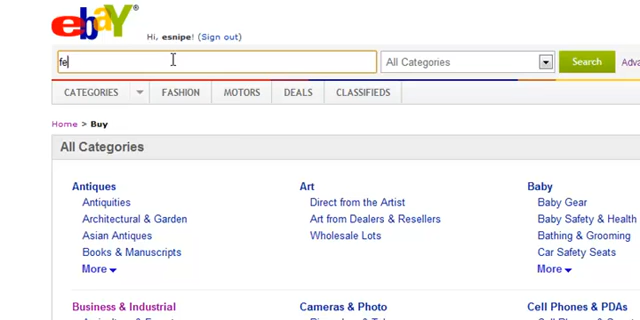 ebaY®
Hi, esnipe! (Sign out)
fe All Categories Search
CATEGORIES FASHION MOTORS DEALS CLASSIFIEDS
Home > Buy
All Categories
Antiques Art Baby
Antiquities Direct from the Artist Baby Gear
Architectural & Garden Art from Dealers & Resellers Baby Safety & Health
Asian Antiques Wholesale Lots Bathing & Grooming
Books & Manuscripts Car Safety Seats
More More
Business & Industrial Cameras & Photo Cell Phones & PDAs